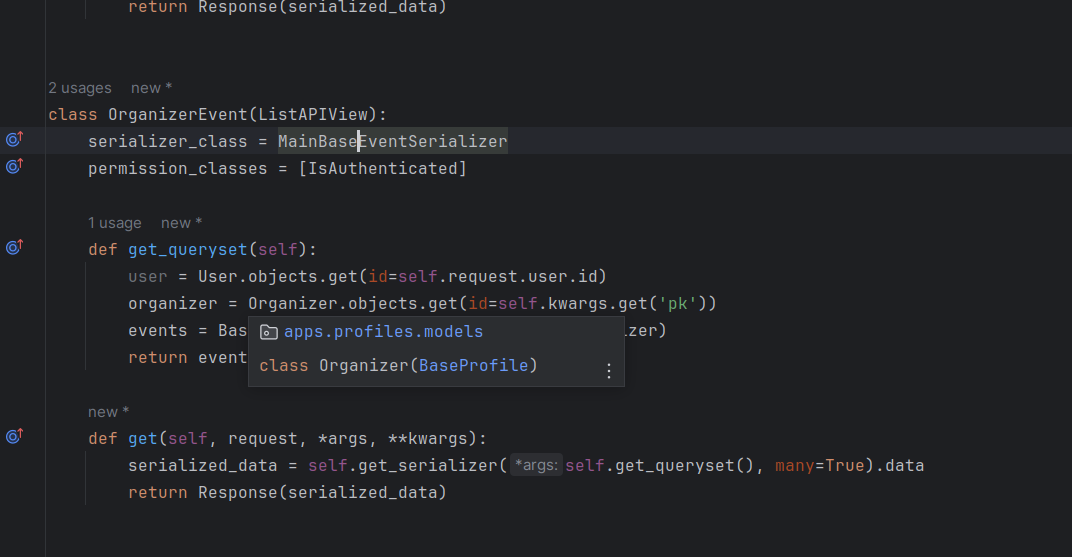 return Response(serialized_data)
2 usages new *
class OrganizerEvent(ListAPIView):
serializer_class = MainBaseEventSerializer
permission_classes = [IsAuthenticated]
1 usage new *
def get_queryset(self):
user = User.objects.get(id=self.request.user.id)
organizer = Organizer.objects.get(id=self.kwargs.get('pk'))
events = Bas zer)
return event
apps.profiles.models
class Organizer(BaseProfile)
new *
def get(self, request, *args, **kwargs):
serialized_data = self.get_serializer( *args: self.get_queryset(), many=True).data
return Response(serialized_data)